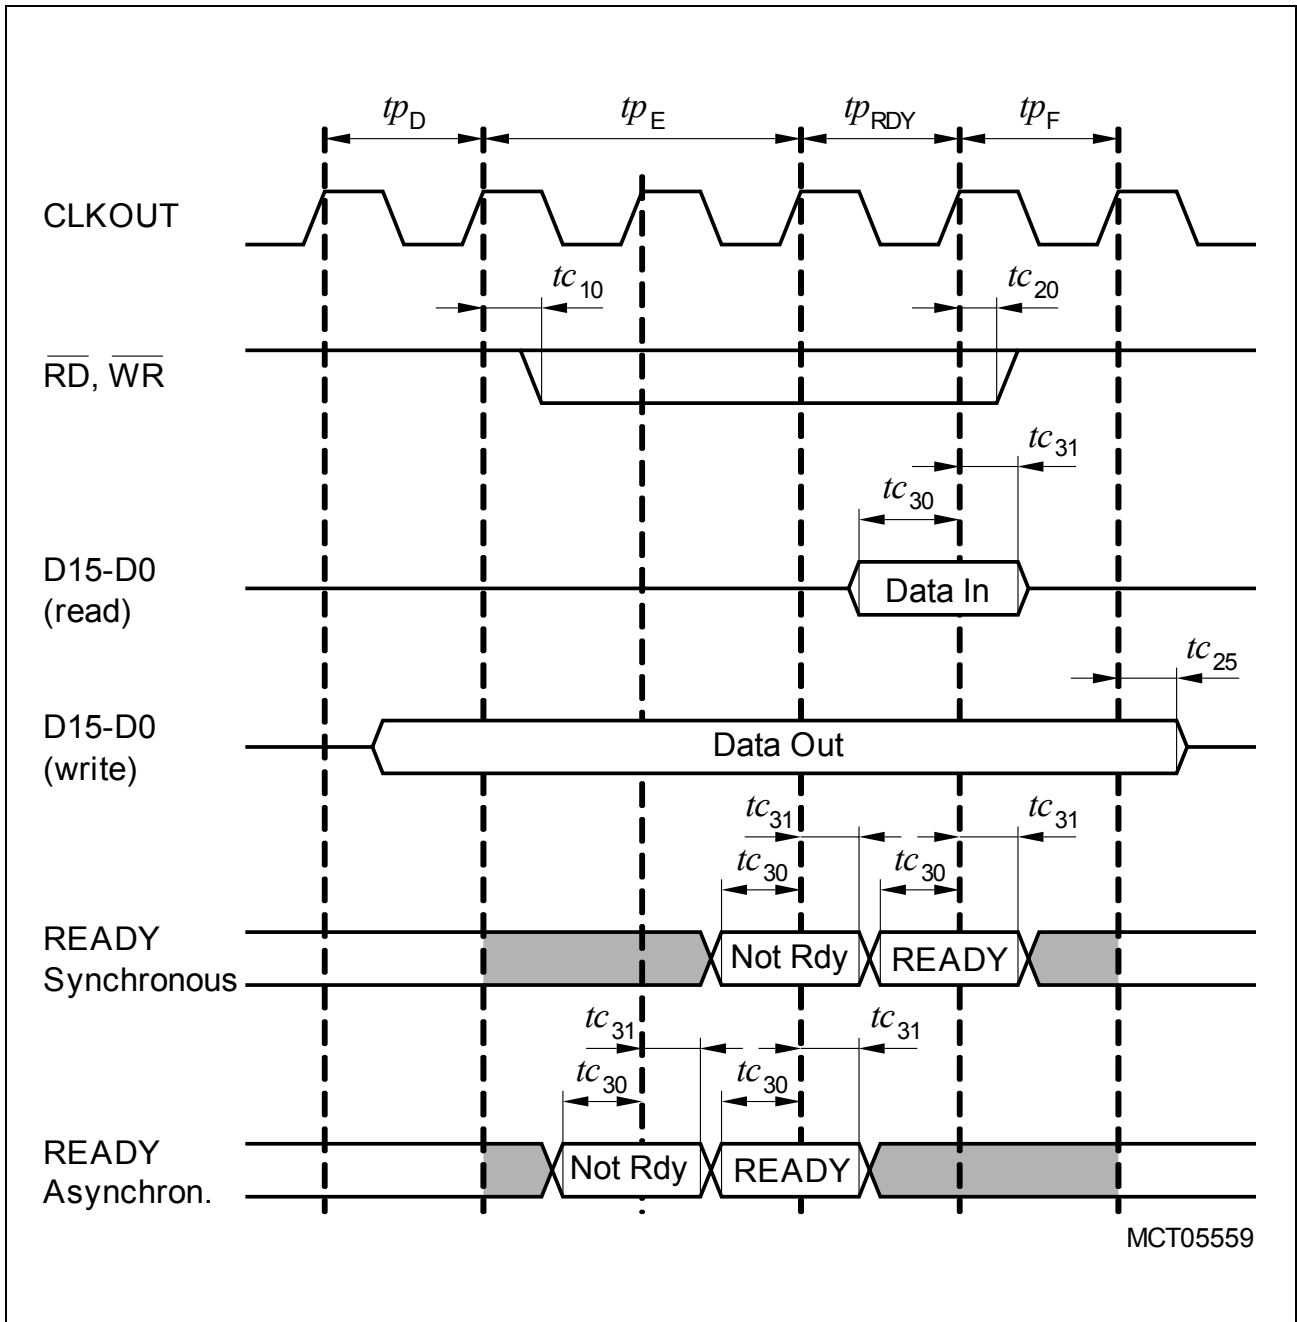 tpD tpE tpRDY tpF
CLKOUT
tc10 tc20
RD, WR
tc31
tc30
D15-D0
(read)
Data In
tc25
D15-D0
(write)
Data Out
tc31 tc31
tc30 tc30
READY
Synchronous
Not Rdy READY
tc31 tc31
tc30 tc30
READY
Asynchron.
Not Rdy READY
MCT05559